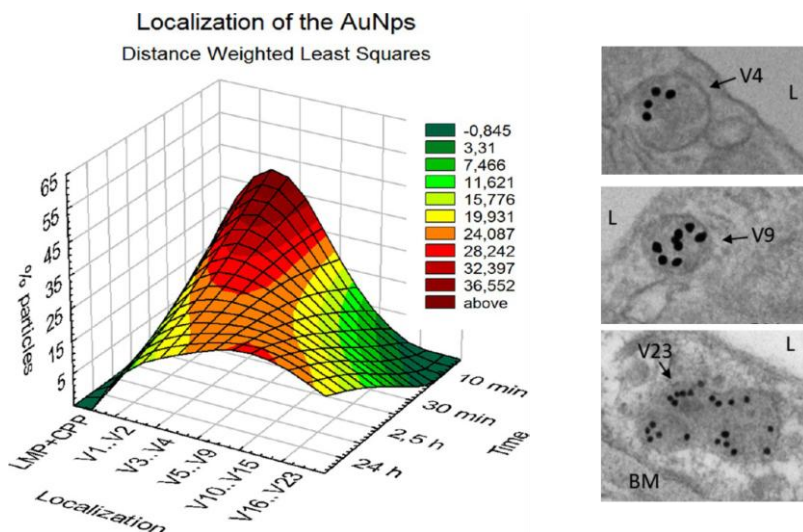 Localization of the AuNps
Distance Weighted Least Squares
-0,845
3,31
7,466
11,621
15,776
19,931
24,087
28,242
32,397
36,552
above
65
55
45
35
25
15
5
% particles
LMP+CPP
V1..V2
V3..V4
V5..V9
V10..V15
V16..V23
Localization
10 min
30 min
2,5 h
24 h
Time
V4
L
L
V9
V23
L
BM